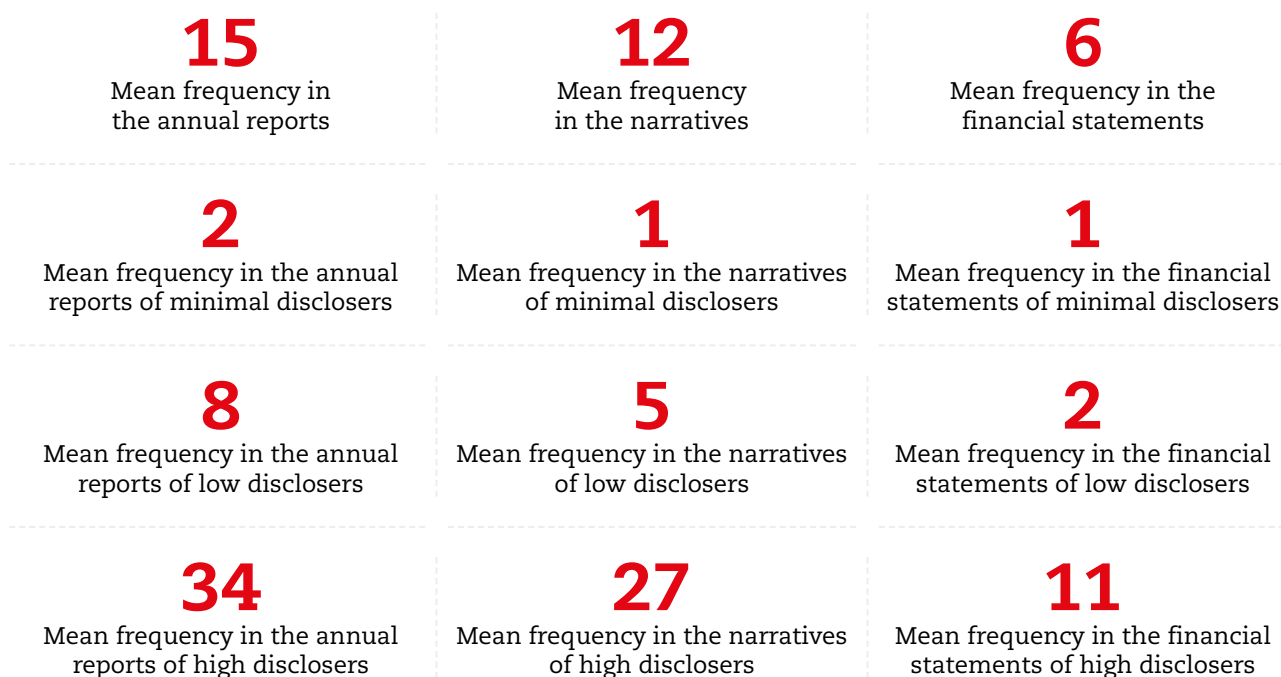 15
Mean frequency in
the annual reports
12
Mean frequency
in the narratives
6
Mean frequency in the
financial statements
2
Mean frequency in the annual
reports of minimal disclosers
1
Mean frequency in the narratives
of minimal disclosers
1
Mean frequency in the financial
statements of minimal disclosers
8
Mean frequency in the annual
reports of low disclosers
5
Mean frequency in the narratives
of low disclosers
2
Mean frequency in the financial
statements of low disclosers
34
Mean frequency in the annual
reports of high disclosers
27
Mean frequency in the narratives
of high disclosers
11
Mean frequency in the financial
statements of high disclosers